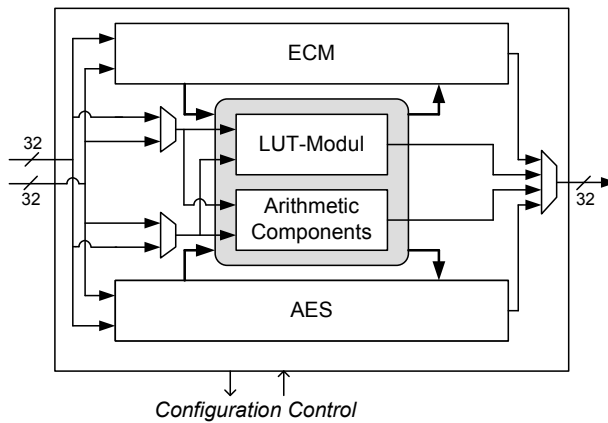 ECM
LUT-Modul
32
32
32
Arithmetic
Components
AES
Configuration Control